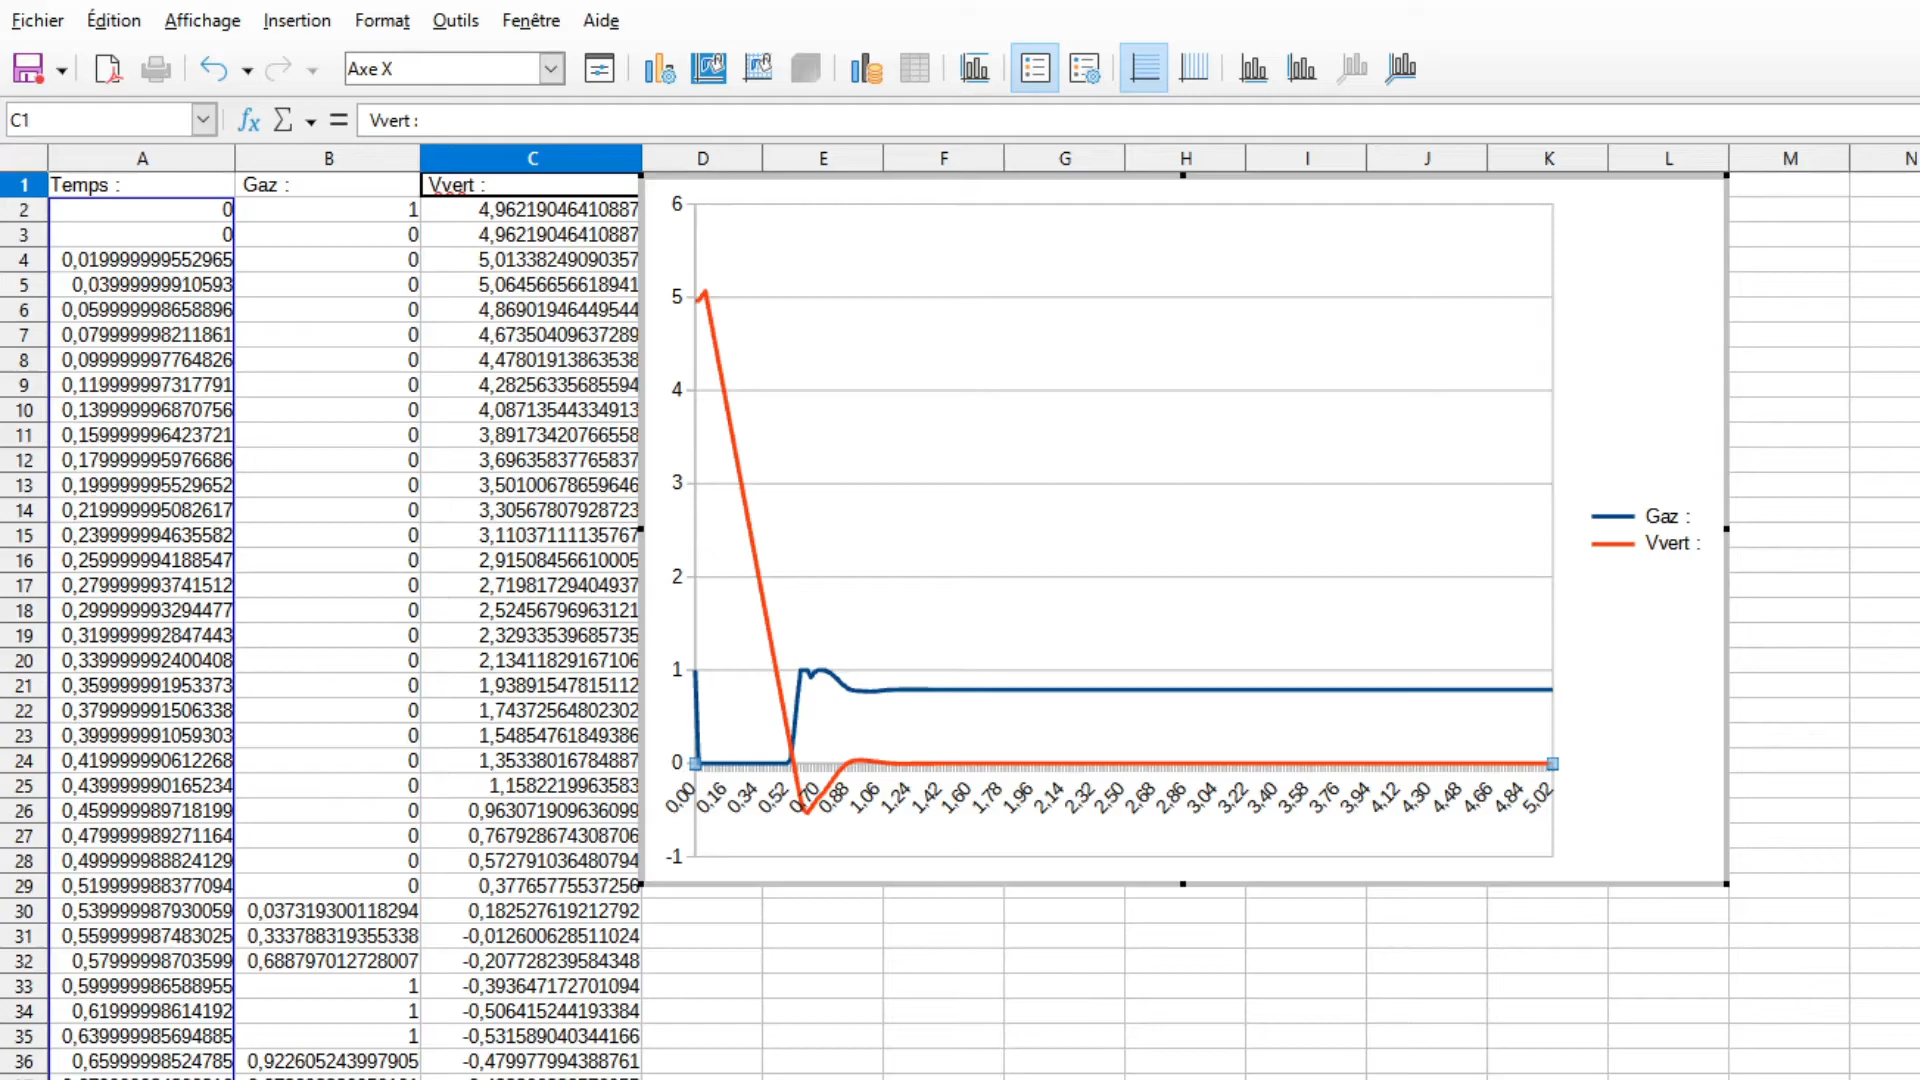 Fichier Édition Affichage Insertion Format Outils Fenêtre Aide
Axe X
C1 fx Σ = Vvert :
A B C D E F G H I J K L M N
1 Temps : Gaz : Vvert :
2 0 1 4,96219046410887
3 0 0 4,96219046410887
4 0,019999999552965 0 5,01338249090357
5 0,03999999910593 0 5,06456656618941
6 0,059999998658896 0 4,86901946449544
7 0,079999998211861 0 4,67350409637289
8 0,099999997764826 0 4,47801913863538
9 0,119999997317791 0 4,28256335685594
10 0,139999996870756 0 4,08713544334913
11 0,159999996423721 0 3,89173420766558
12 0,179999995976686 0 3,69635837765837
13 0,199999995529652 0 3,50100678659646
14 0,219999995082617 0 3,30567807928723
15 0,239999994635582 0 3,11037111135767
16 0,259999994188547 0 2,91508456610005
17 0,279999993741512 0 2,71981729404937
18 0,299999993294477 0 2,52456796963121
19 0,319999992847443 0 2,32933539685735
20 0,339999992400408 0 2,13411829167106
21 0,359999991953373 0 1,93891547815112
22 0,379999991506338 0 1,74372564802302
23 0,399999991059303 0 1,54854761849386
24 0,419999990612268 0 1,35338016784887
25 0,439999990165234 0 1,1582219963583
26 0,459999989718199 0 0,963071909636099
27 0,479999989271164 0 0,767928674308706
28 0,499999988824129 0 0,572791036480794
29 0,519999988377094 0 0,37765775537256
30 0,539999987930059 0,037319300118294 0,182527619212792
31 0,559999987483025 0,333788319355338 -0,012600628511024
32 0,57999998703599 0,688797012728007 -0,207728239584348
33 0,599999986588955 1 -0,393647172701094
34 0,61999998614192 1 -0,506415244193384
35 0,639999985694885 1 -0,531589040344166
36 0,65999998524785 0,922605243997905 -0,479977994388761
6
5
4
3
2
1
0
-1
0,00 0,16 0,34 0,52 0,70 0,88 1,06 1,24 1,42 1,60 1,78 1,96 2,14 2,32 2,50 2,68 2,86 3,04 3,22 3,40 3,58 3,76 3,94 4,12 4,30 4,48 4,66 4,84 5,02
Gaz :
Vvert :